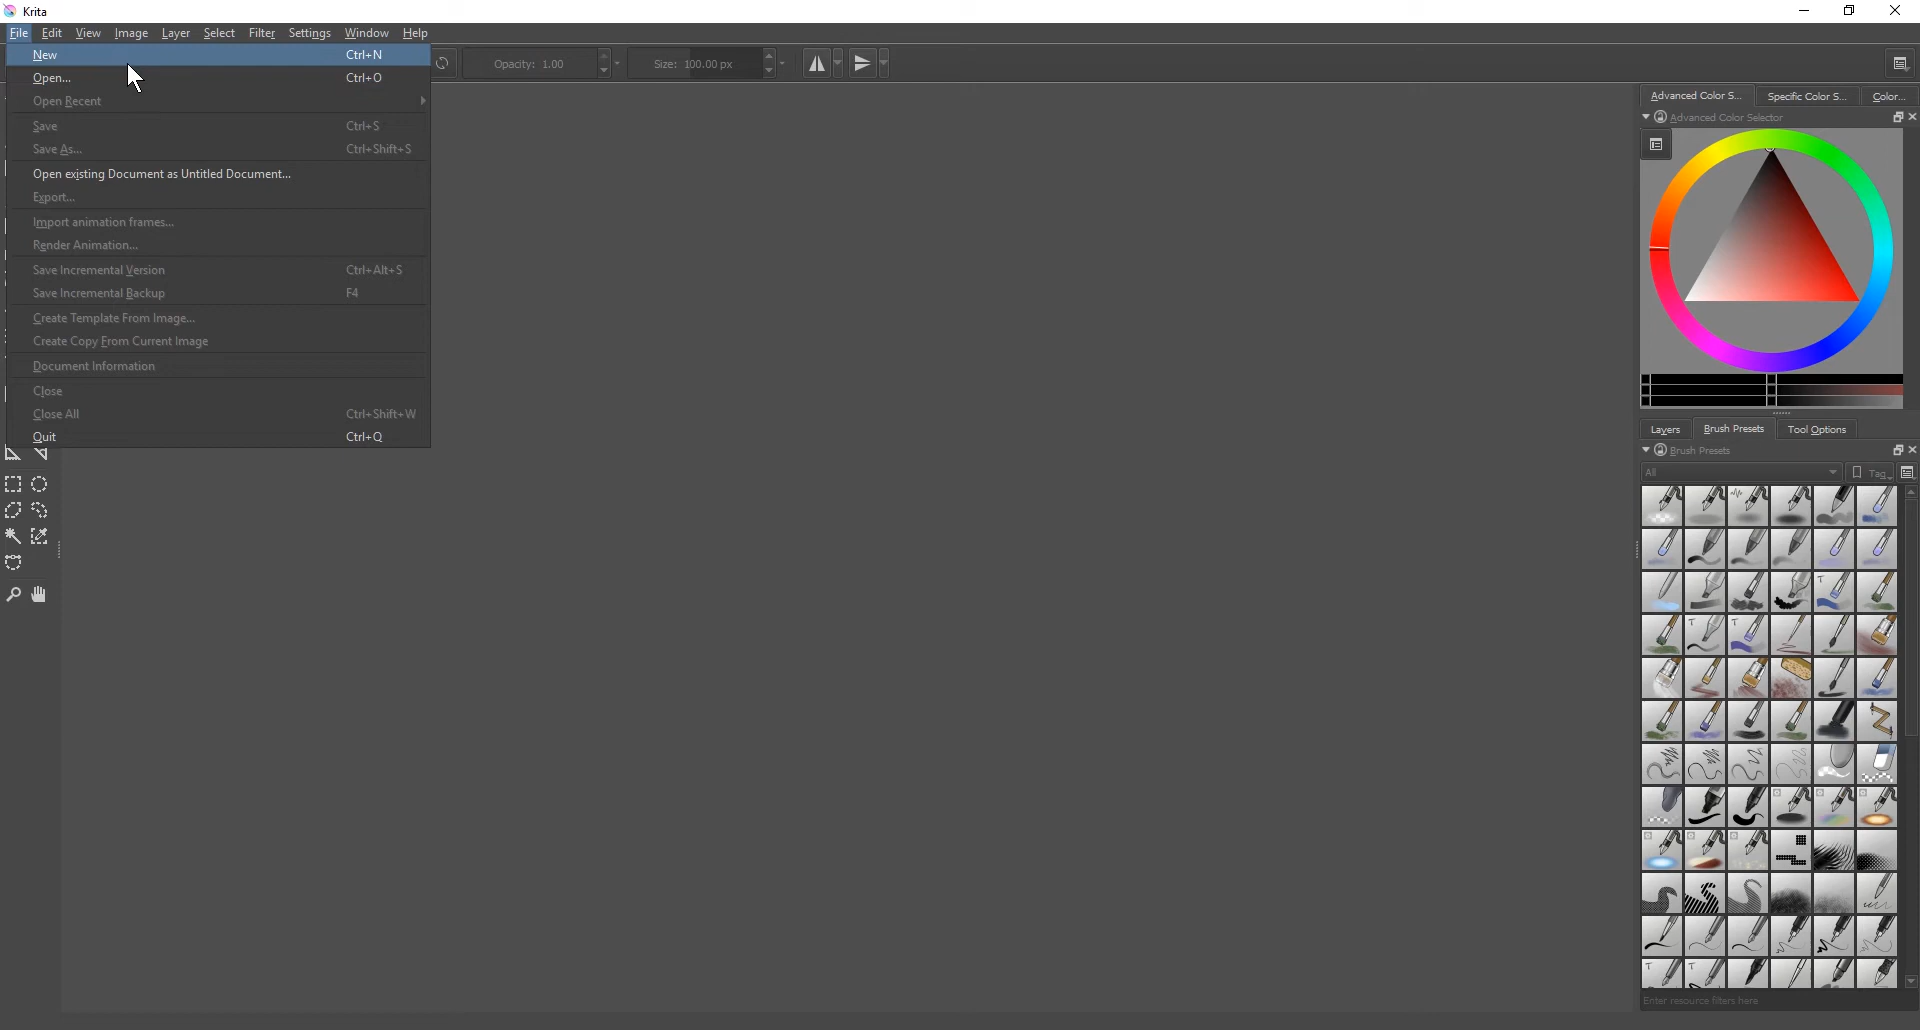 Krita
File Edit View Image Layer Select Filter Settings Window Help
New Ctrl+N
Open... Ctrl+O
Open Recent
Save Ctrl+S
Save As... Ctrl+Shift+S
Open existing Document as Untitled Document...
Export...
Import animation frames...
Render Animation...
Save Incremental Version Ctrl+Alt+S
Save Incremental Backup F4
Create Template From Image...
Create Copy From Current Image
Document Information
Close
Close All Ctrl+Shift+W
Quit Ctrl+Q
Opacity: 1.00 Size: 100.00 px
Advanced Color S... Specific Color S... Color...
Advanced Color Selector
Layers Brush Presets Tool Options
Brush Presets
All Tag
T
T T
T T
Enter resource filters here